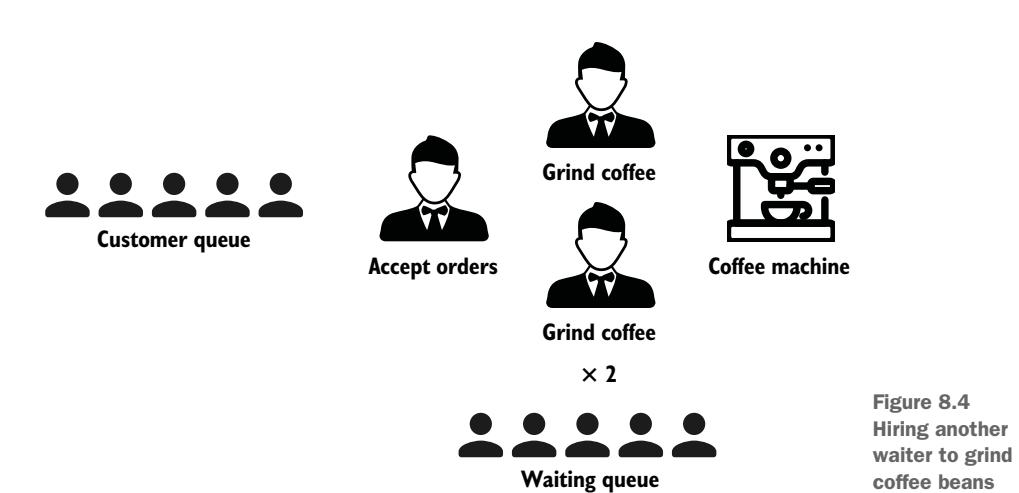 Grind coffee
Customer queue
Accept orders
Coffee machine
Grind coffee
× 2
Waiting queue
Figure 8.4
Hiring another
waiter to grind
coffee beans